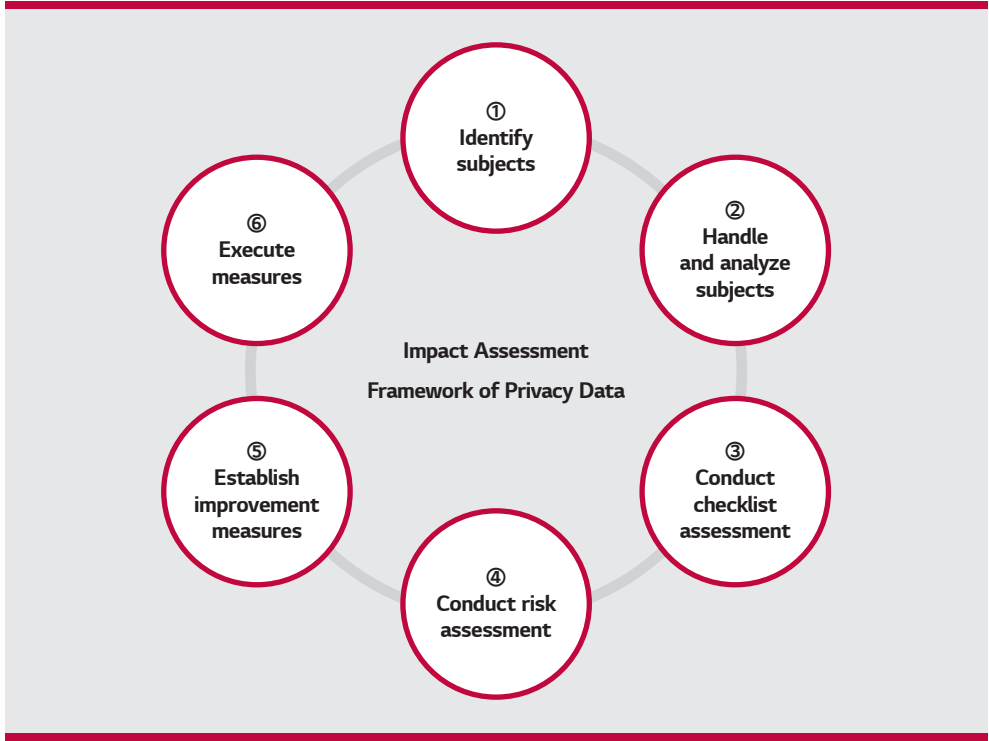 ①
Identify
subjects
②
Handle
and analyze
subjects
③
Conduct
checklist
assessment
④
Conduct risk
assessment
⑤
Establish
improvement
measures
⑥
Execute
measures
Impact Assessment
Framework of Privacy Data